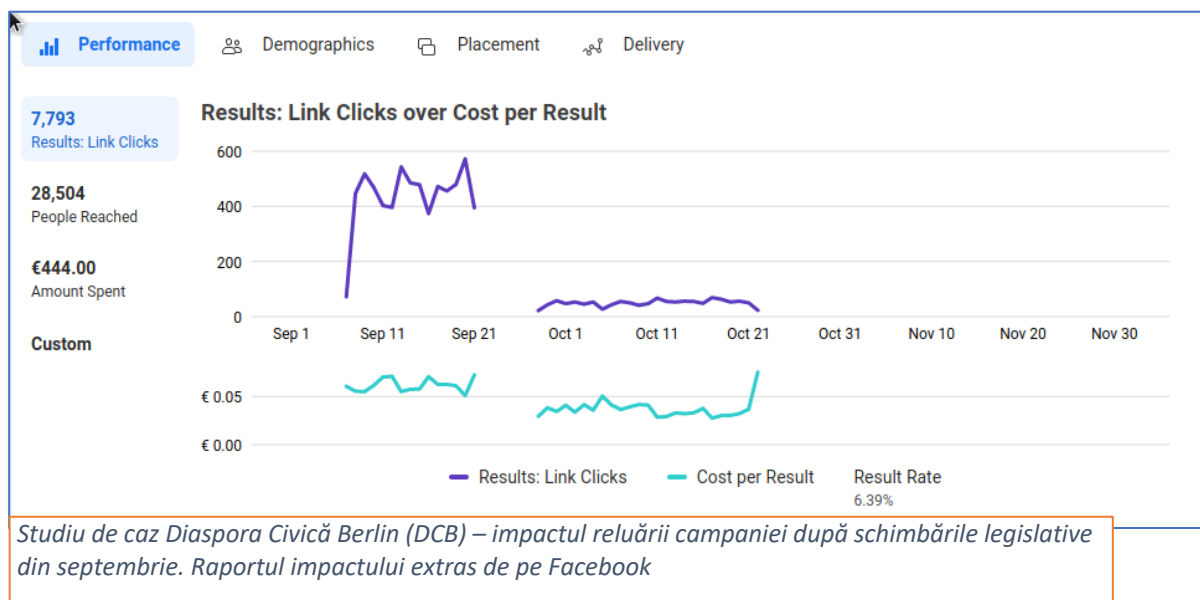 Performance Demographics Placement Delivery
7,793
Results: Link Clicks
28,504
People Reached
€444.00
Amount Spent
Custom
Results: Link Clicks over Cost per Result
600
400
200
0
Sep 1 Sep 11 Sep 21 Oct 1 Oct 11 Oct 21 Oct 31 Nov 10 Nov 20 Nov 30
€ 0.05
€ 0.00
Results: Link Clicks Cost per Result Result Rate
6.39%
Studiu de caz Diaspora Civică Berlin (DCB) – impactul reluării campaniei după schimbările legislative
din septembrie. Raportul impactului extras de pe Facebook